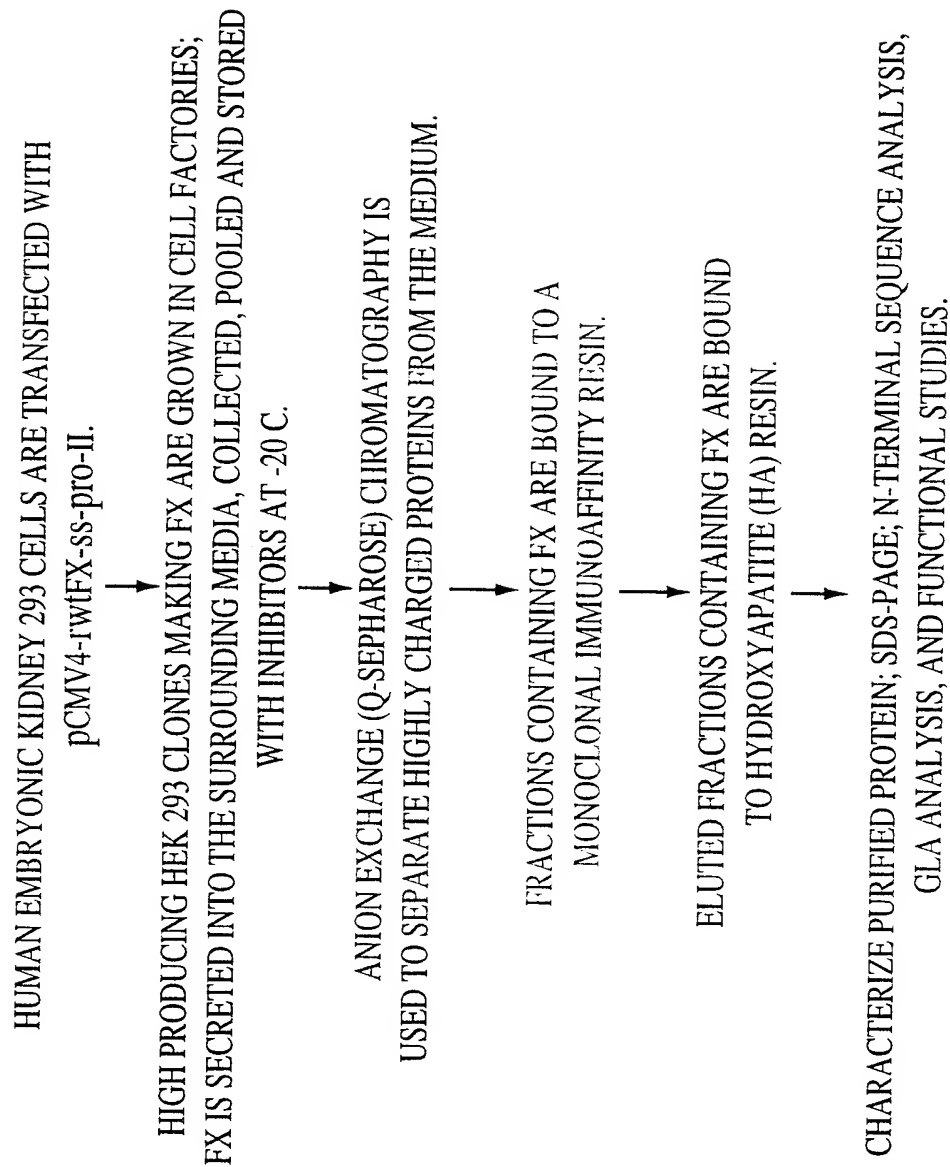 HUMAN EMBRYONIC KIDNEY 293 CELLS ARE TRANSFECTED WITH
pCMV4-rwtFX-ss-pro-II.
HIGH PRODUCING HEK 293 CLONES MAKING FX ARE GROWN IN CELL FACTORIES;
FX IS SECRETED INTO THE SURROUNDING MEDIA, COLLECTED, POOLED AND STORED
WITH INHIBITORS AT -20 C.
ANION EXCHANGE (Q-SEPHAROSE) CHROMATOGRAPHY IS
USED TO SEPARATE HIGHLY CHARGED PROTEINS FROM THE MEDIUM.
FRACTIONS CONTAINING FX ARE BOUND TO A
MONOCLONAL IMMUNOAFFINITY RESIN.
ELUTED FRACTIONS CONTAINING FX ARE BOUND
TO HYDROXYAPATITE (HA) RESIN.
CHARACTERIZE PURIFIED PROTEIN; SDS-PAGE; N-TERMINAL SEQUENCE ANALYSIS,
GLA ANALYSIS, AND FUNCTIONAL STUDIES.